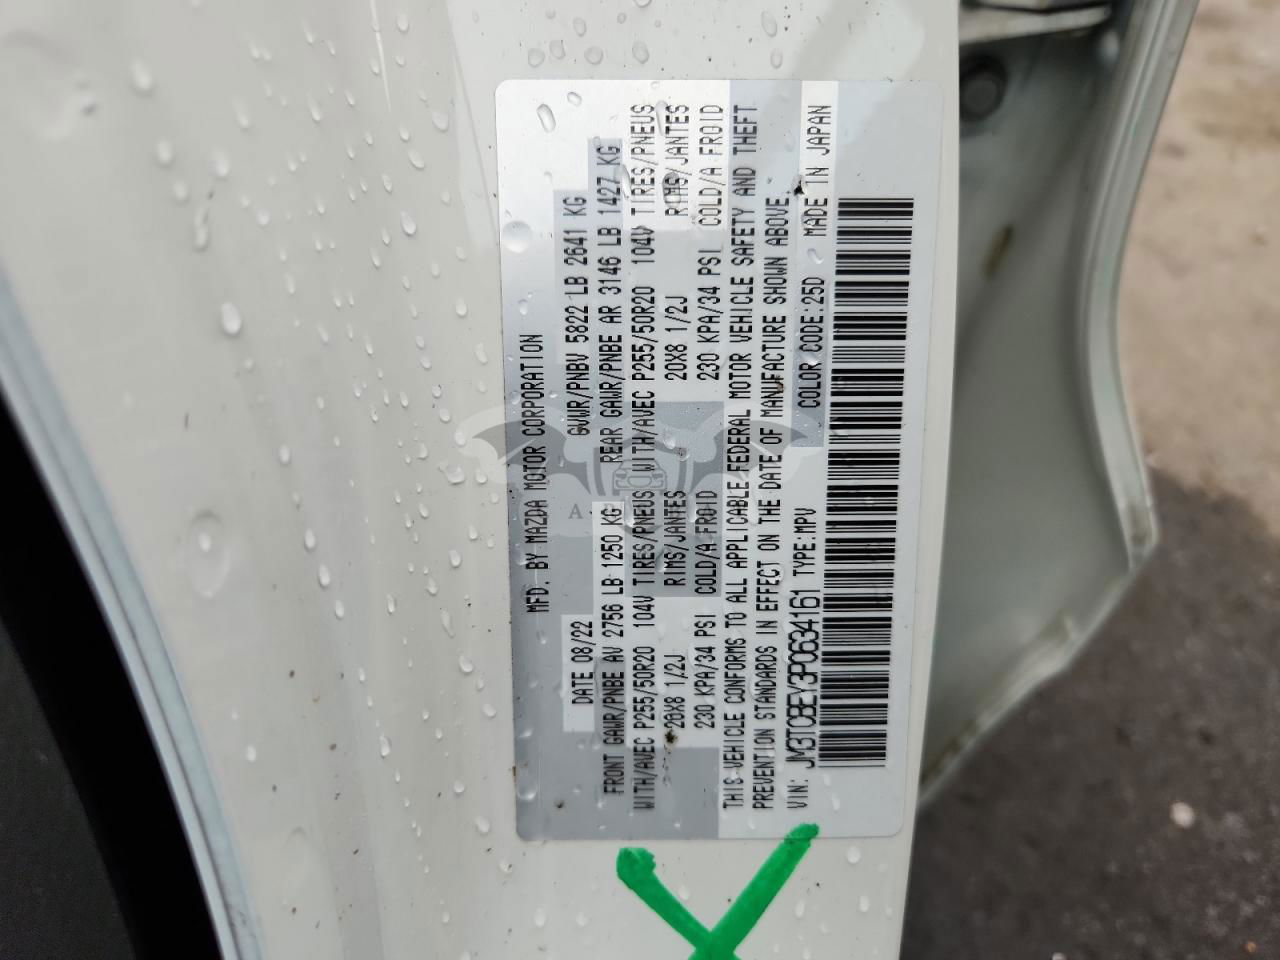 MFD. BY MAZDA MOTOR CORPORATION
DATE 08/22 GVWR/PNBV 5822 LB 2641 KG
FRONT GAWR/PNBE AV 2756 LB 1250 KG REAR GAWR/PNBE AR 3146 LB 1427 KG
WITH/AVEC P255/50R20 104V TIRES/PNEUS WITH/AVEC P255/50R20 104V TIRES/PNEUS
20X8 1/2J RIMS/JANTES 20X8 1/2J RIMS/JANTES
230 KPA/34 PSI COLD/A FROID 230 KPA/34 PSI COLD/A FROID
THIS VEHICLE CONFORMS TO ALL APPLICABLE FEDERAL MOTOR VEHICLE SAFETY AND THEFT
PREVENTION STANDARDS IN EFFECT ON THE DATE OF MANUFACTURE SHOWN ABOVE.
VIN: JM3TCBEY3P0634161 TYPE:MPV COLOR CODE:25D MADE IN JAPAN